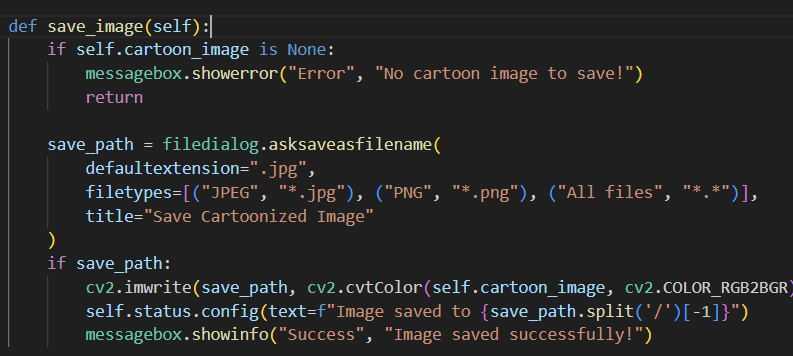 def save_image(self):
if self.cartoon_image is None:
messagebox.showerror("Error", "No cartoon image to save!")
return
save_path = filedialog.asksaveasfilename(
defaultextension=".jpg",
filetypes=[("JPEG", "*.jpg"), ("PNG", "*.png"), ("All files", "*.*")],
title="Save Cartoonized Image"
)
if save_path:
cv2.imwrite(save_path, cv2.cvtColor(self.cartoon_image, cv2.COLOR_RGB2BGR)
self.status.config(text=f"Image saved to {save_path.split('/')[-1]}")
messagebox.showinfo("Success", "Image saved successfully!")